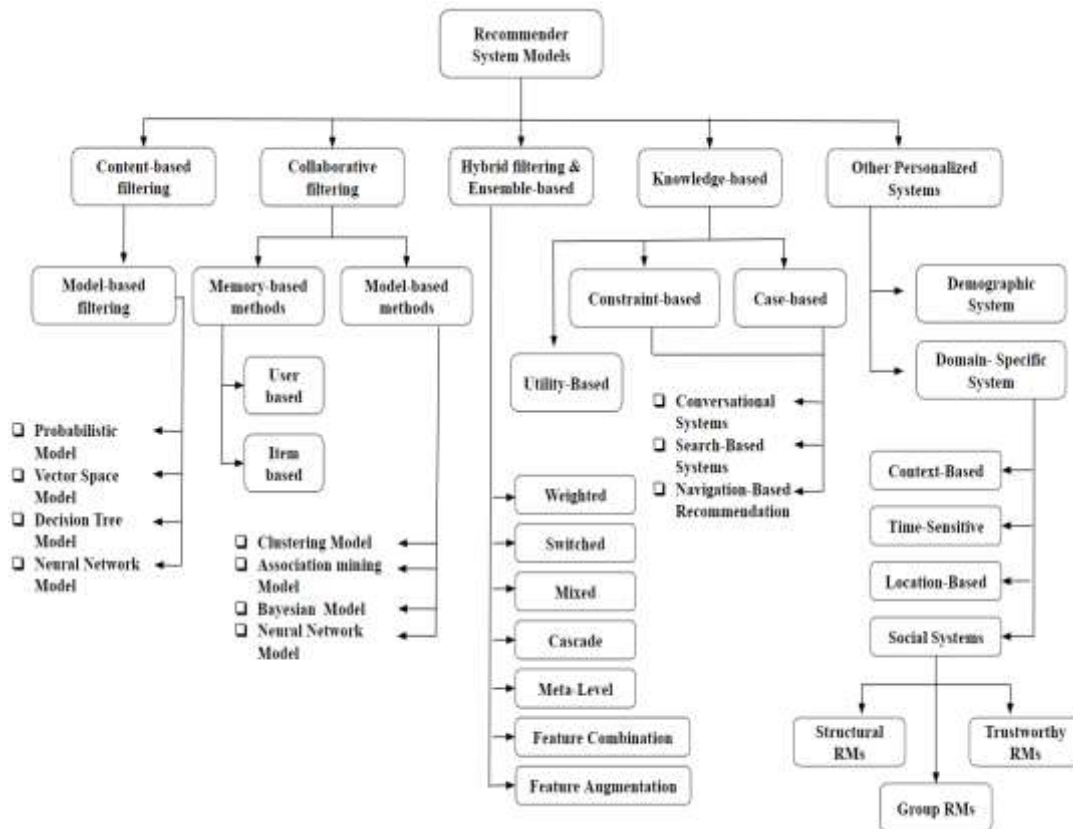 Recommender
System Models
Content-based
filtering
Collaborative
filtering
Hybrid filtering &
Ensemble-based
Knowledge-based
Other Personalized
Systems
Model-based
filtering
Memory-based
methods
Model-based
methods
Constraint-based
Case-based
Demographic
System
User
based
Utility-Based
Domain- Specific
System
Item
based
❑ Probabilistic
Model
❑ Vector Space
Model
❑ Decision Tree
Model
❑ Neural Network
Model
❑ Clustering Model
❑ Association mining
Model
❑ Bayesian Model
❑ Neural Network
Model
Weighted
Switched
Mixed
Cascade
Meta-Level
Feature Combination
Feature Augmentation
❑ Conversational
Systems
❑ Search-Based
Systems
❑ Navigation-Based
Recommendation
Context-Based
Time-Sensitive
Location-Based
Social Systems
Structural
RMs
Trustworthy
RMs
Group RMs